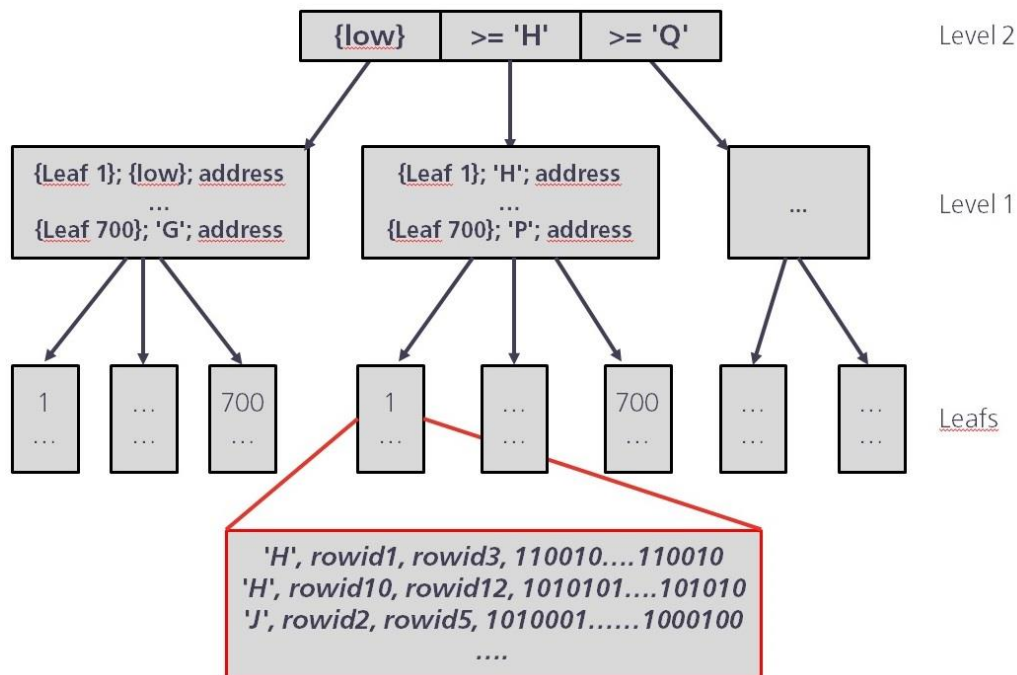 {low} >= 'H' >= 'Q' Level 2
{Leaf 1}; {low}; address
...
{Leaf 700}; 'G'; address
{Leaf 1}; 'H'; address
...
{Leaf 700}; 'P'; address
...
Level 1
1 ... 700 1 ... 700 ... ...
... ... ... ... ... ... ... ...
Leafs
'H', rowid1, rowid3, 110010....110010
'H', rowid10, rowid12, 1010101....101010
'J', rowid2, rowid5, 1010001......1000100
....